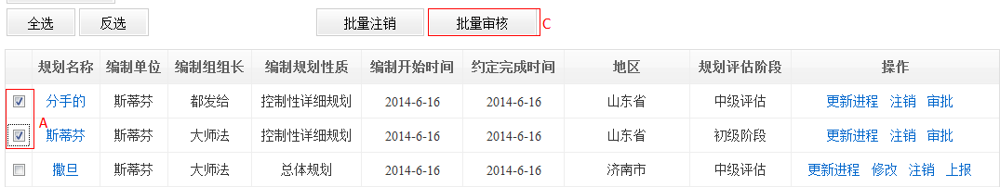 全选 反选 批量注销 批量审核 C
规划名称 编制单位 编制组组长 编制规划性质 编制开始时间 约定完成时间 地区 规划评估阶段 操作
分手的 斯蒂芬 都发给 控制性详细规划 2014-6-16 2014-6-16 山东省 中级评估 更新进程 注销 审批
A
斯蒂芬 斯蒂芬 大师法 控制性详细规划 2014-6-16 2014-6-16 山东省 初级阶段 更新进程 注销 审批
撒旦 斯蒂芬 大师法 总体规划 2014-6-16 2014-6-16 济南市 中级评估 更新进程 修改 注销 上报